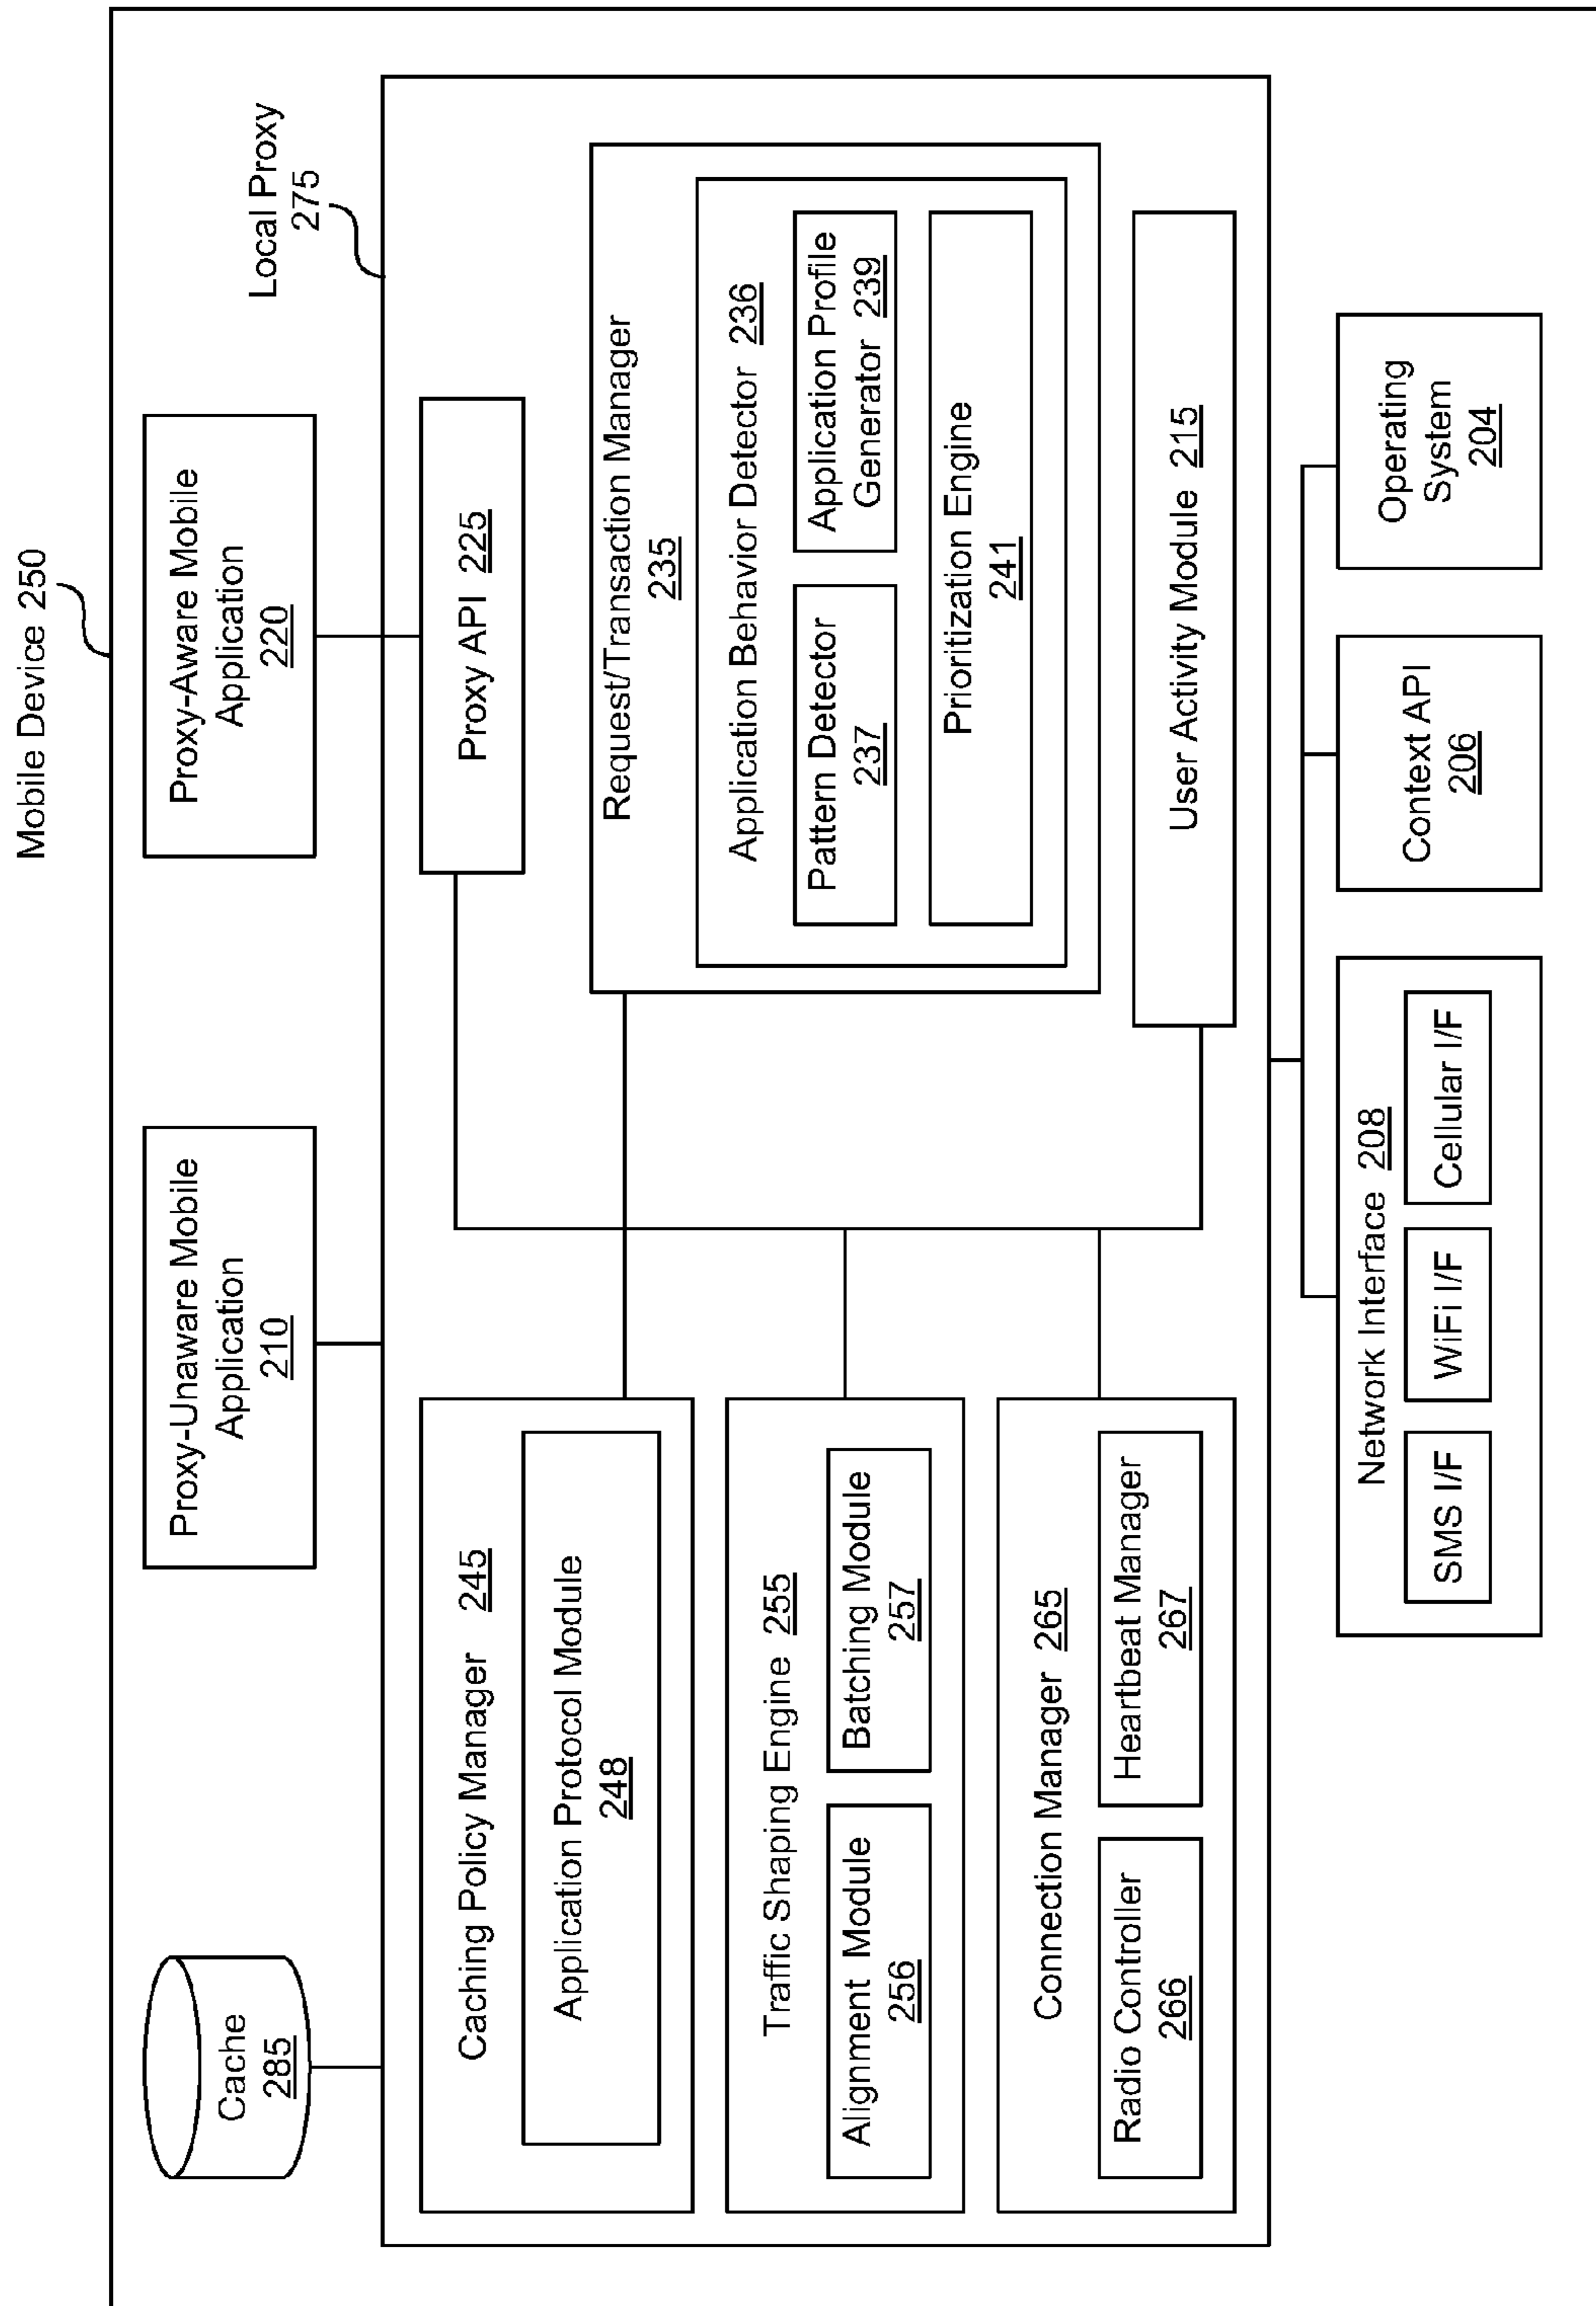 Mobile Device 250
Local Proxy
275
Cache
285
Proxy-Unaware Mobile
Application
210
Proxy-Aware Mobile
Application
220
Caching Policy Manager 245
Application Protocol Module
248
Traffic Shaping Engine 255
Alignment Module
256
Batching Module
257
Connection Manager 265
Radio Controller
266
Heartbeat Manager
267
Proxy API 225
Request/Transaction Manager
235
Application Behavior Detector 236
Pattern Detector
237
Application Profile
Generator 239
Prioritization Engine
241
User Activity Module 215
Network Interface 208
SMS I/F
WiFi I/F
Cellular I/F
Context API
206
Operating
System
204